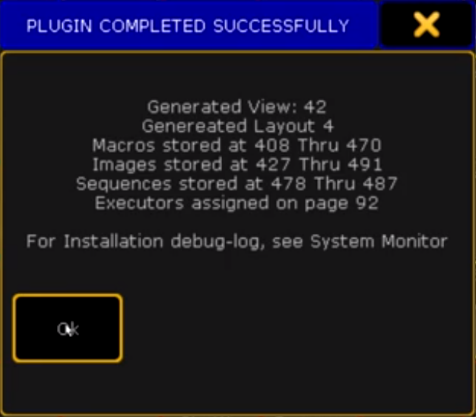 PLUGIN COMPLETED SUCCESSFULLY
Generated View: 42
Genereated Layout 4
Macros stored at 408 Thru 470
Images stored at 427 Thru 491
Sequences stored at 478 Thru 487
Executors assigned on page 92
For Installation debug-log, see System Monitor
Ok